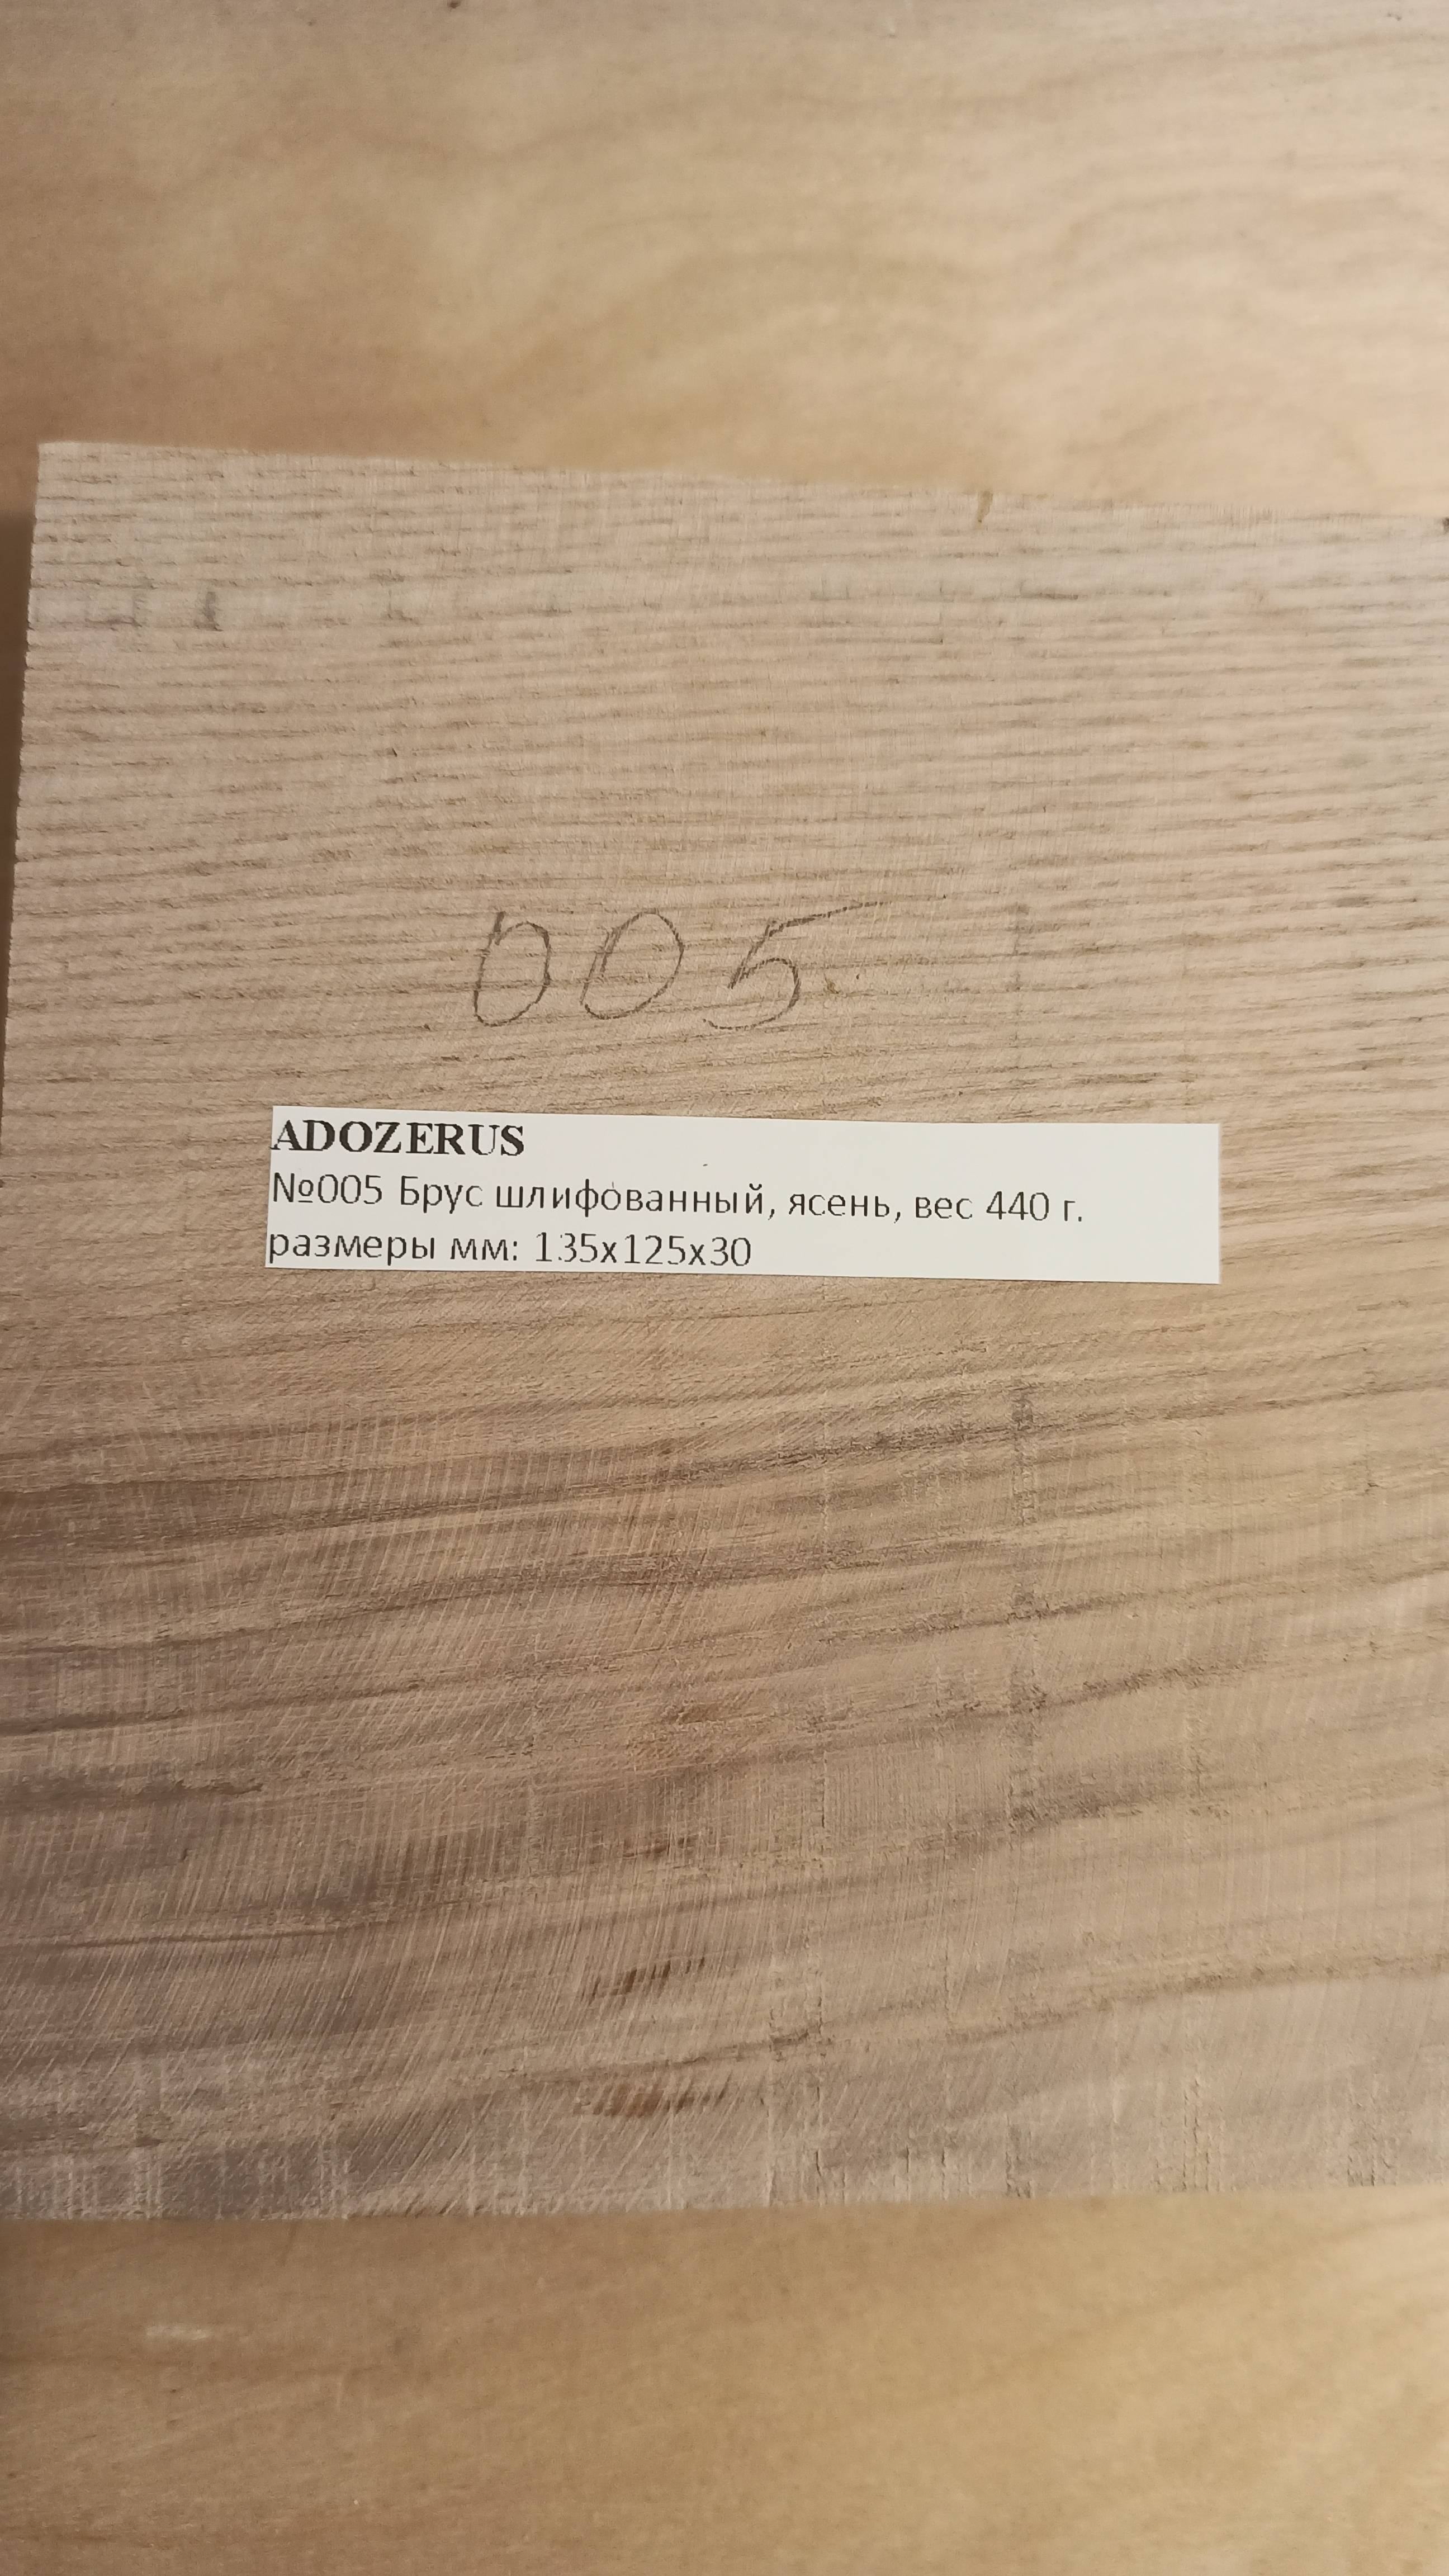 005
ADOZERUS
№005 Брус шлифованный, ясень, вес 440 г.
размеры мм: 135х125х30